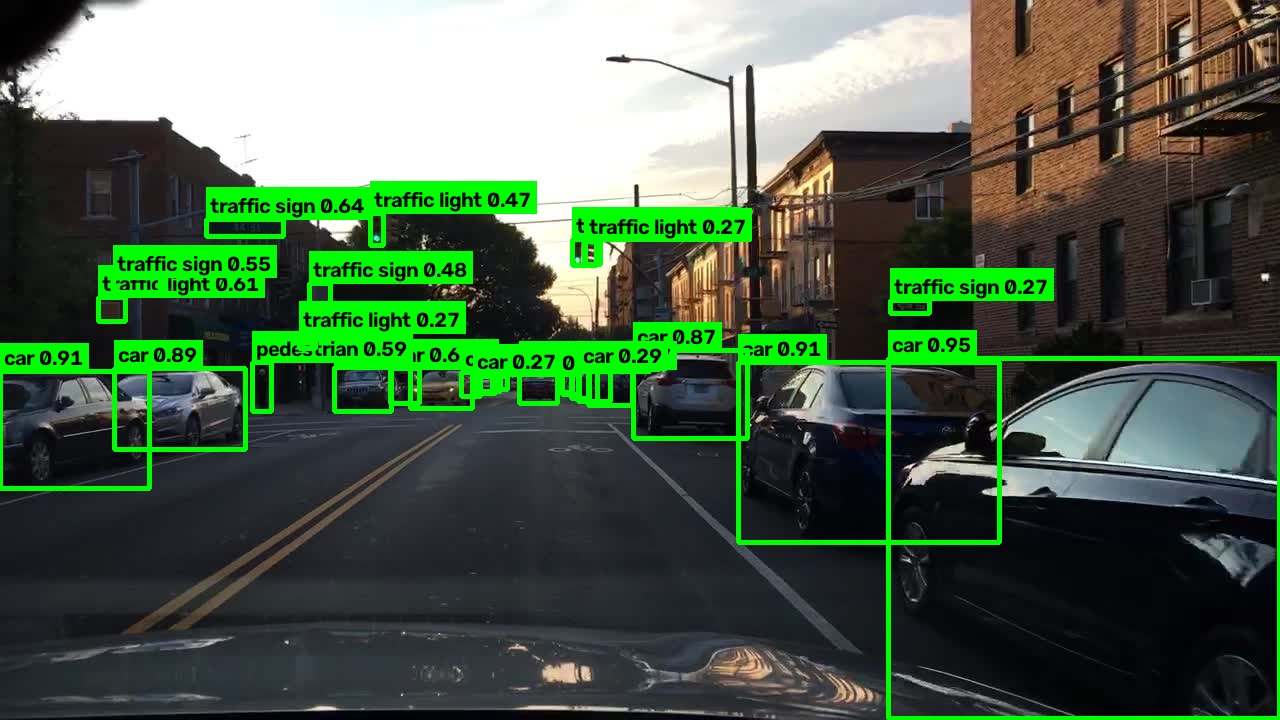 traffic sign 0.64
traffic light 0.47
t traffic light 0.27
traffic sign 0.55
traffic sign 0.48
light 0.61
traffic sign 0.27
traffic light 0.27
car 0.87
car 0.91
car 0.89
pedestrian 0.59
car 0.27
car 0.29
car 0.91
car 0.95